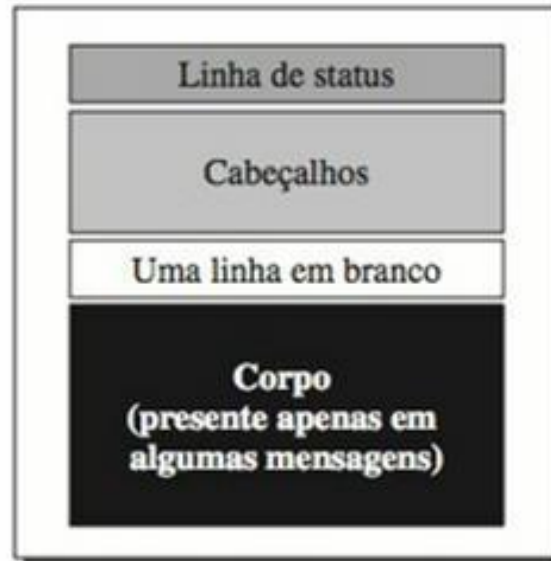 Linha de status
Cabeçalhos
Uma linha em branco
Corpo
(presente apenas em
algumas mensagens)